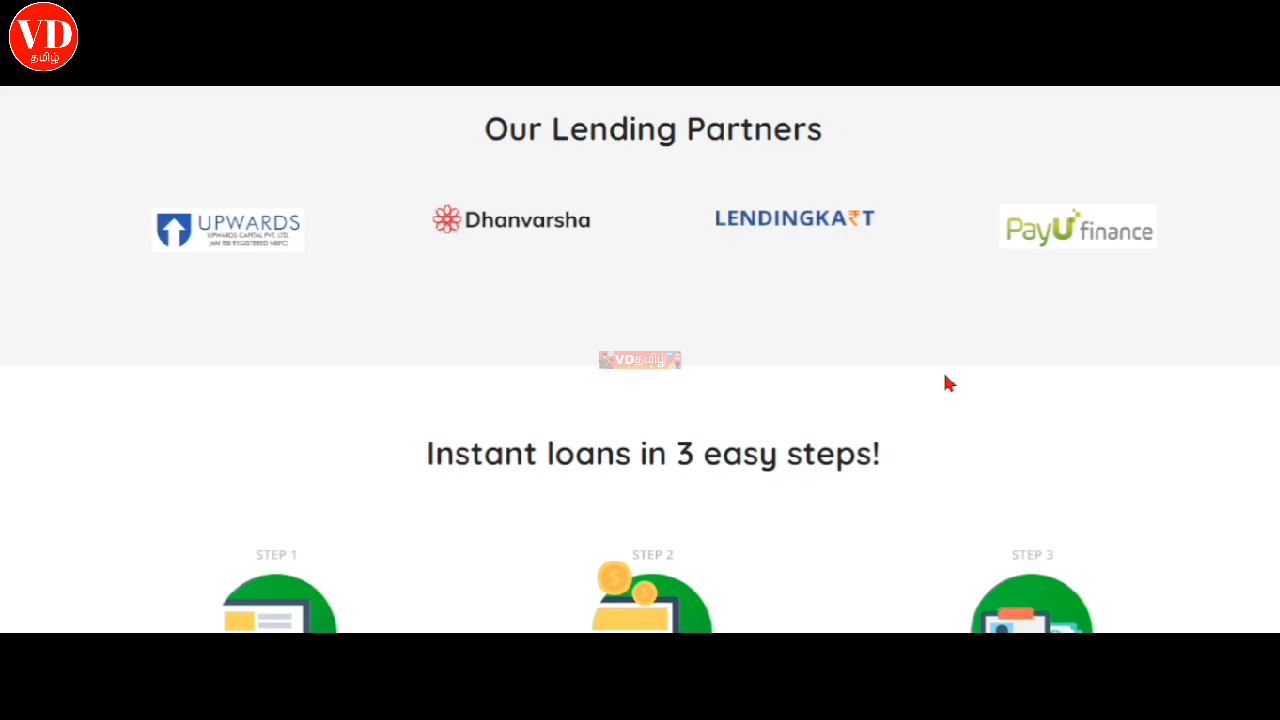 VD
தமிழ்
Our Lending Partners
UPWARDS
UPWARDS CAPITAL PVT. LTD.
(AN RBI REGISTERED NBFC)
Dhanvarsha
LENDINGKA₹T
PayU finance
VDதமிழ்
Instant loans in 3 easy steps!
STEP 1
STEP 2
STEP 3